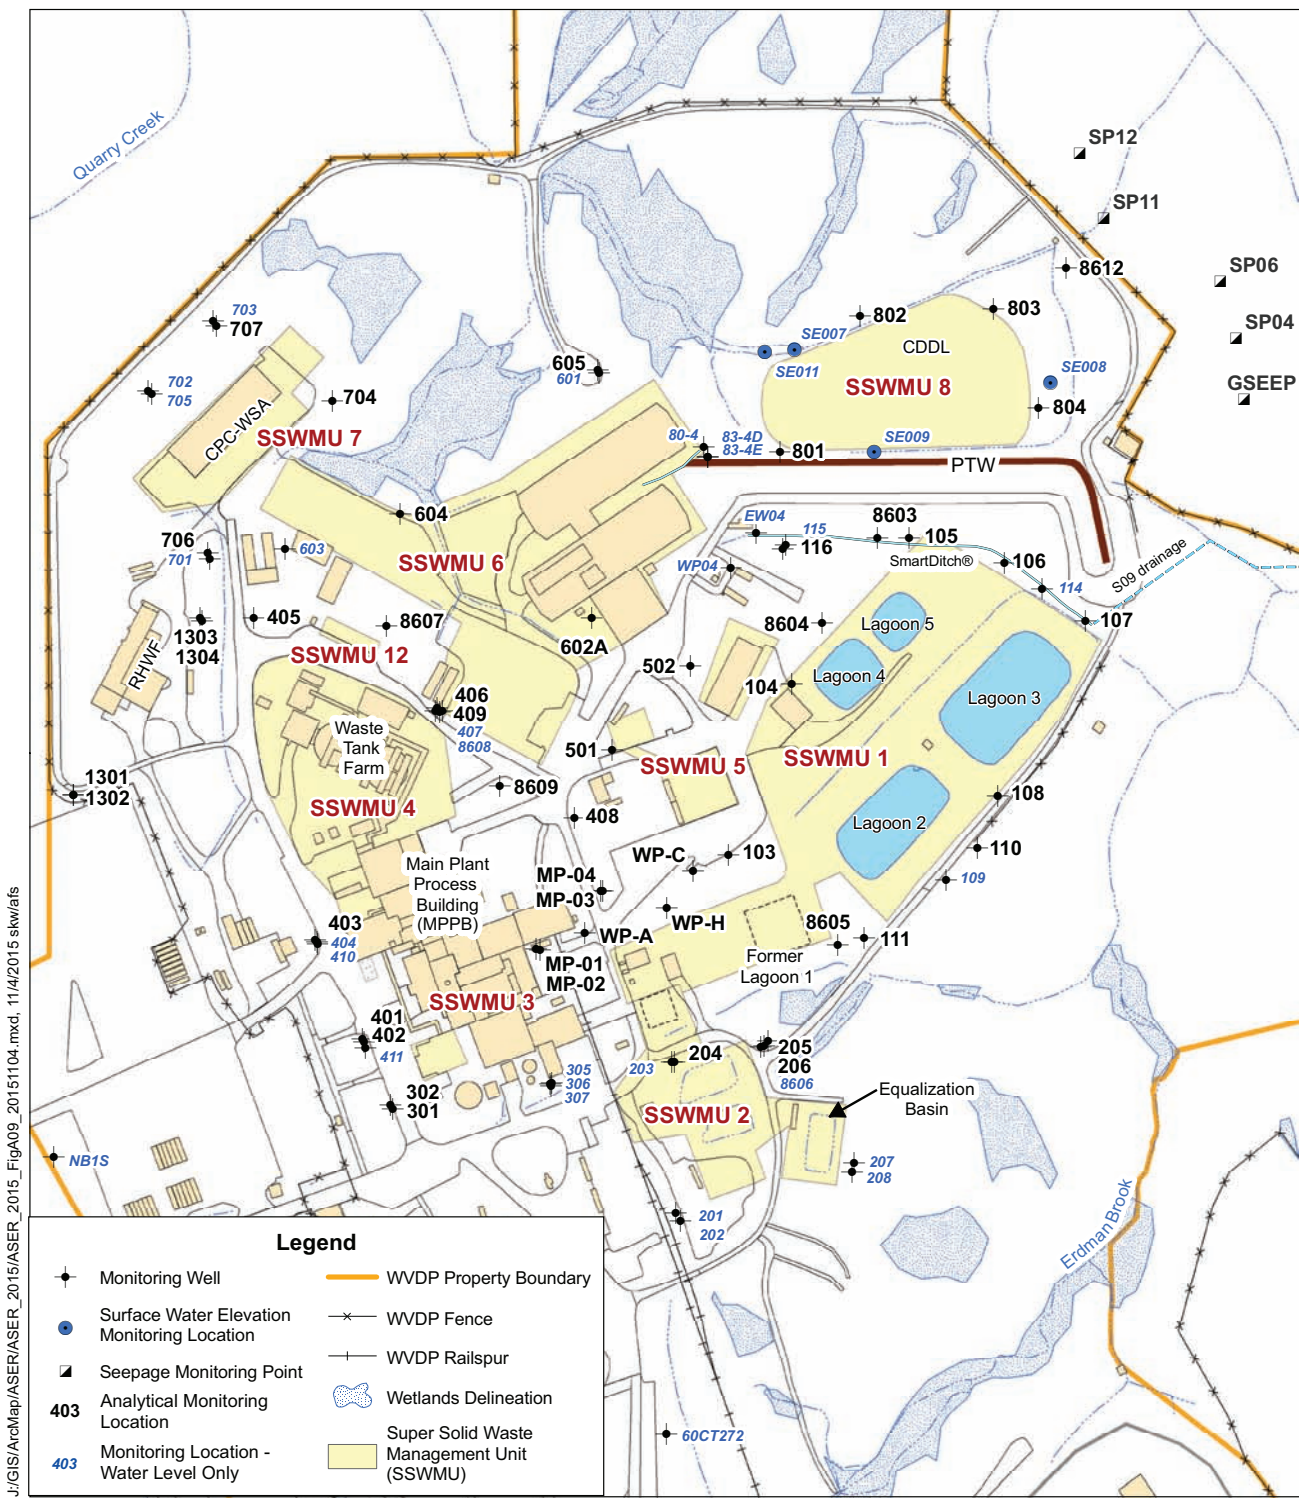 Quarry Creek
SP12
SP11
SP06
SP04
GSEEP
8612
703
707
702
705
704
CPC-WSA
SSWMU 7
605
601
802
803
SE007
SE011
CDDL
SSWMU 8
SE008
804
80-4
83-4D
83-4E
801
SE009
PTW
604
603
706
701
SSWMU 6
EW04
115
116
8603
105
SmartDitch®
106
114
107
S09 drainage
WP04
1303
1304
RHWF
405
8607
602A
SSWMU 12
8604
502
104
Lagoon 5
Lagoon 4
Lagoon 3
406
409
407
8608
Waste
Tank
Farm
501
SSWMU 5
SSWMU 1
1301
1302
SSWMU 4
8609
408
Lagoon 2
108
110
109
WP-C
103
Main Plant
Process
Building
(MPPB)
MP-04
MP-03
WP-H
WP-A
8605
111
403
404
410
MP-01
MP-02
Former
Lagoon 1
SSWMU 3
401
402
411
204
203
205
206
8606
302
301
305
306
307
SSWMU 2
Equalization
Basin
207
208
NB1S
201
202
Erdman Brook
60CT272
Legend
Monitoring Well
Surface Water Elevation
Monitoring Location
Seepage Monitoring Point
403
Analytical Monitoring
Location
403
Monitoring Location -
Water Level Only
WVDP Property Boundary
WVDP Fence
WVDP Railspur
Wetlands Delineation
Super Solid Waste
Management Unit
(SSWMU)
J:/GIS/ArcMap/ASER/ASER_2015/ASER_2015_FigA09_20151104.mxd, 11/4/2015 skw/afs